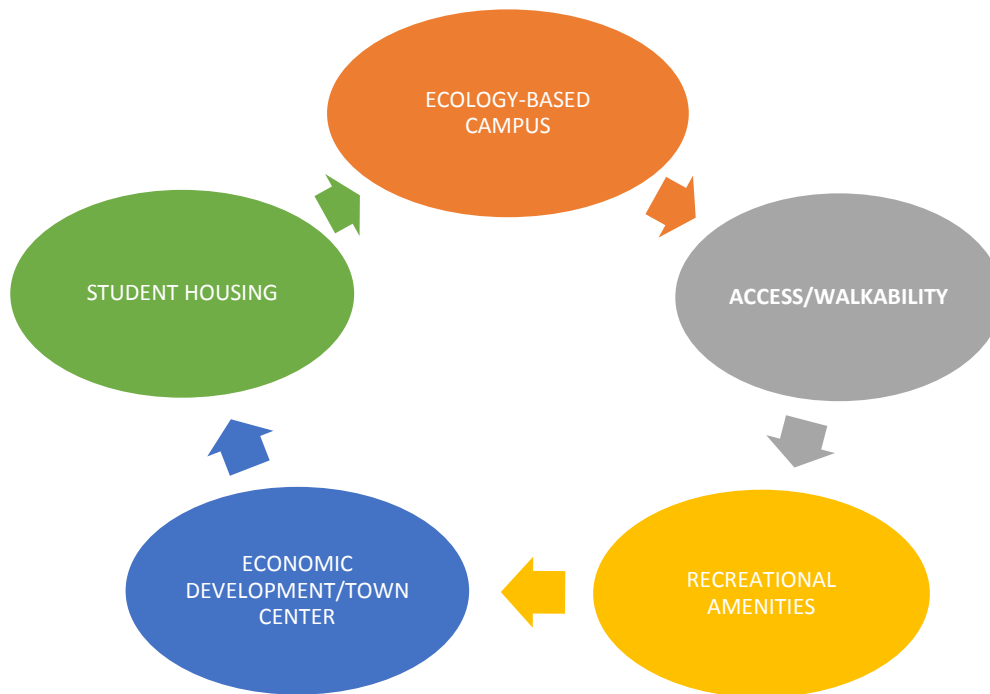 ECOLOGY-BASED
CAMPUS
ACCESS/WALKABILITY
RECREATIONAL
AMENITIES
ECONOMIC
DEVELOPMENT/TOWN
CENTER
STUDENT HOUSING